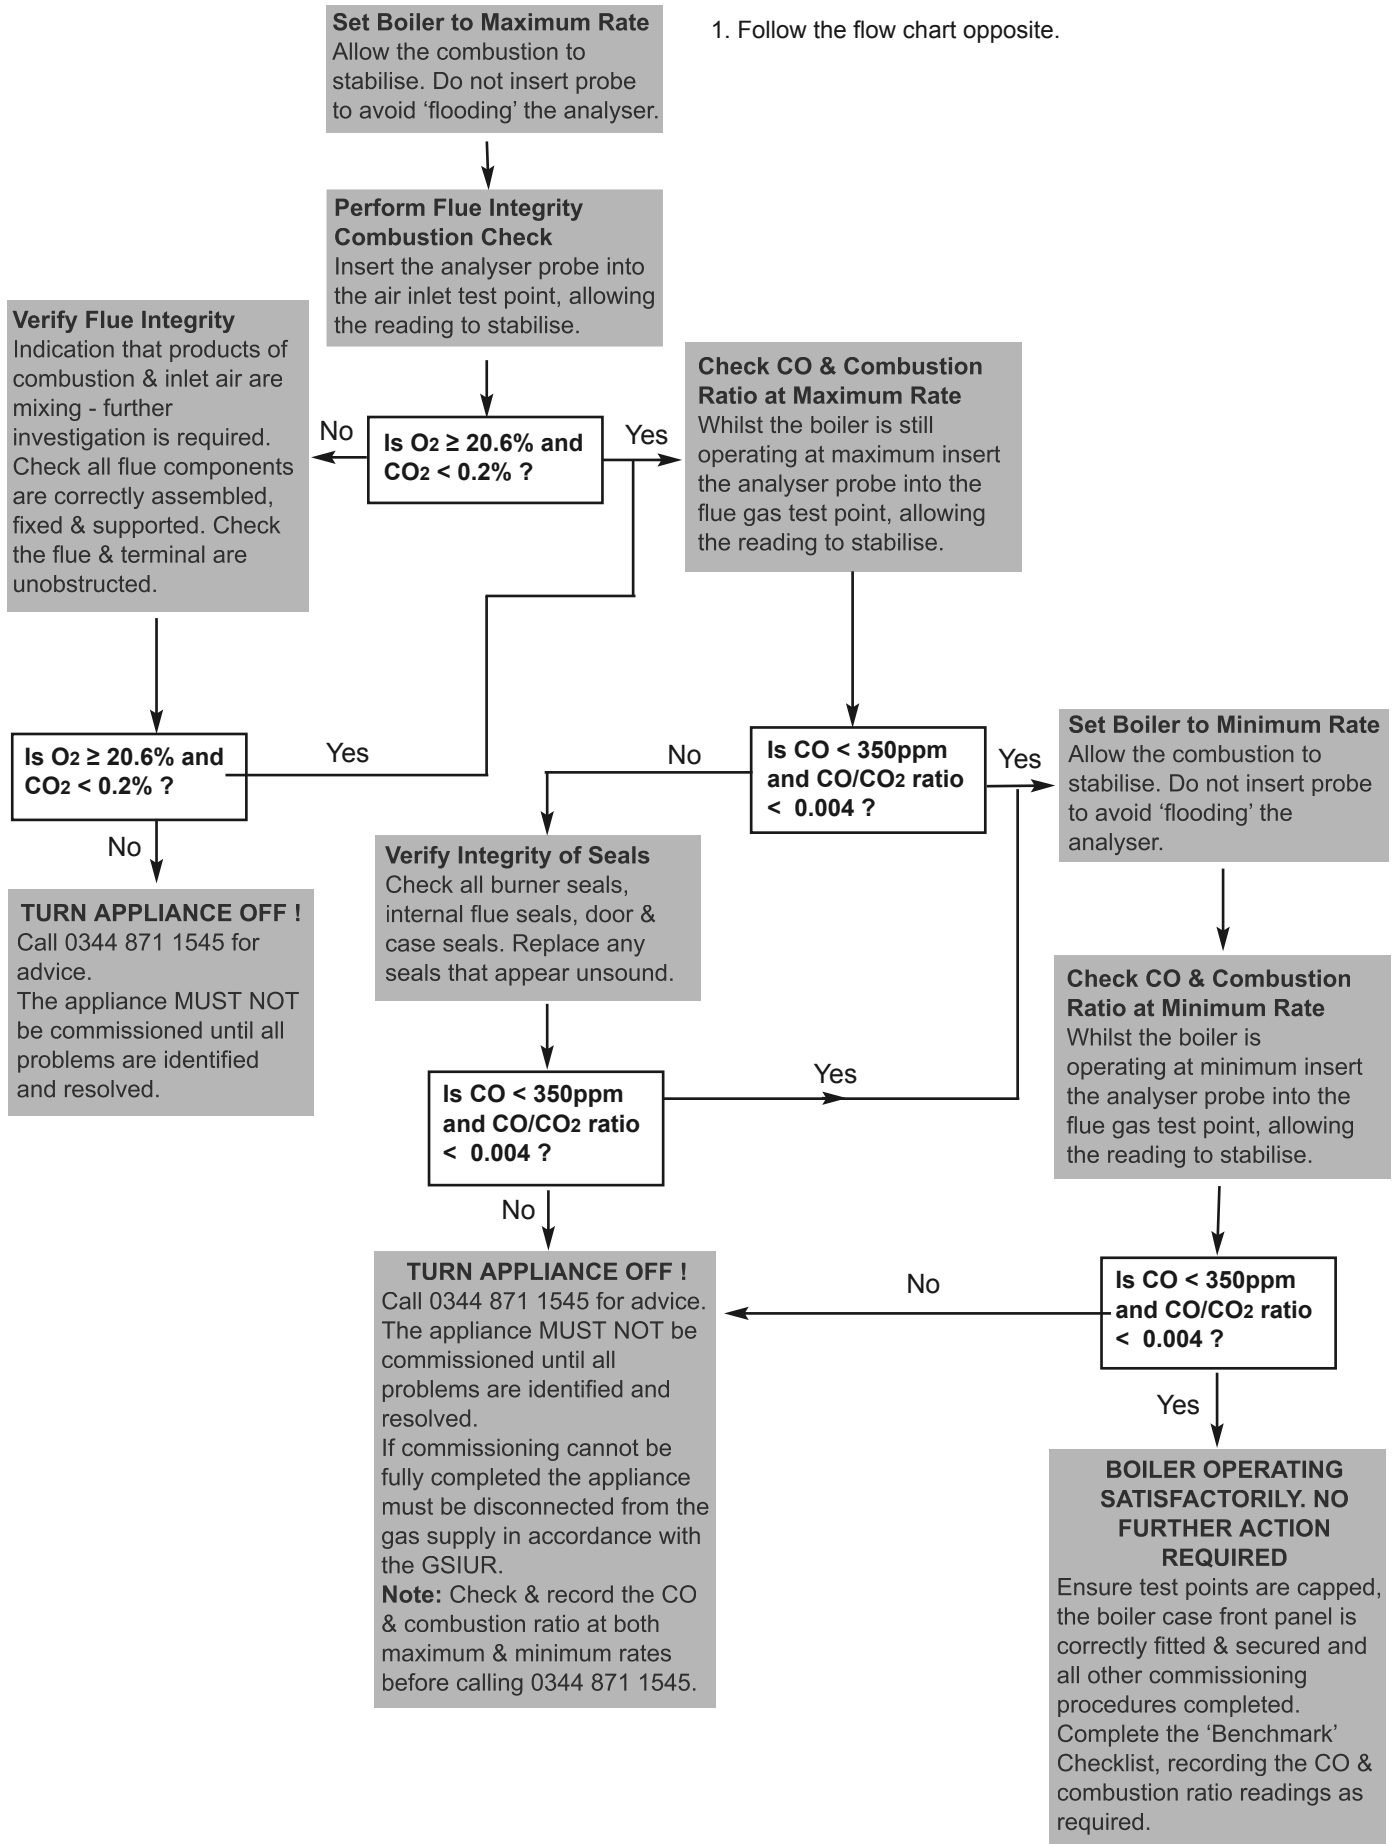 Set Boiler to Maximum Rate
Allow the combustion to
stabilise. Do not insert probe
to avoid ‘flooding’ the analyser.
1. Follow the flow chart opposite.
Perform Flue Integrity
Combustion Check
Insert the analyser probe into
the air inlet test point, allowing
the reading to stabilise.
Verify Flue Integrity
Indication that products of
combustion & inlet air are
mixing - further
investigation is required.
Check all flue components
are correctly assembled,
fixed & supported. Check
the flue & terminal are
unobstructed.
No
Is O2 ≥ 20.6% and
CO2 < 0.2% ?
Yes
Check CO & Combustion
Ratio at Maximum Rate
Whilst the boiler is still
operating at maximum insert
the analyser probe into the
flue gas test point, allowing
the reading to stabilise.
Is O2 ≥ 20.6% and
CO2 < 0.2% ?
Yes
No
TURN APPLIANCE OFF !
Call 0344 871 1545 for
advice.
The appliance MUST NOT
be commissioned until all
problems are identified
and resolved.
No
Is CO < 350ppm
and CO/CO2 ratio
< 0.004 ?
Yes
Set Boiler to Minimum Rate
Allow the combustion to
stabilise. Do not insert probe
to avoid ‘flooding’ the
analyser.
Verify Integrity of Seals
Check all burner seals,
internal flue seals, door &
case seals. Replace any
seals that appear unsound.
Check CO & Combustion
Ratio at Minimum Rate
Whilst the boiler is
operating at minimum insert
the analyser probe into the
flue gas test point, allowing
the reading to stabilise.
Is CO < 350ppm
and CO/CO2 ratio
< 0.004 ?
Yes
No
TURN APPLIANCE OFF !
Call 0344 871 1545 for advice.
The appliance MUST NOT be
commissioned until all
problems are identified and
resolved.
If commissioning cannot be
fully completed the appliance
must be disconnected from the
gas supply in accordance with
the GSIUR.
Note: Check & record the CO
& combustion ratio at both
maximum & minimum rates
before calling 0344 871 1545.
No
Is CO < 350ppm
and CO/CO2 ratio
< 0.004 ?
Yes
BOILER OPERATING
SATISFACTORILY. NO
FURTHER ACTION
REQUIRED
Ensure test points are capped,
the boiler case front panel is
correctly fitted & secured and
all other commissioning
procedures completed.
Complete the ‘Benchmark’
Checklist, recording the CO &
combustion ratio readings as
required.